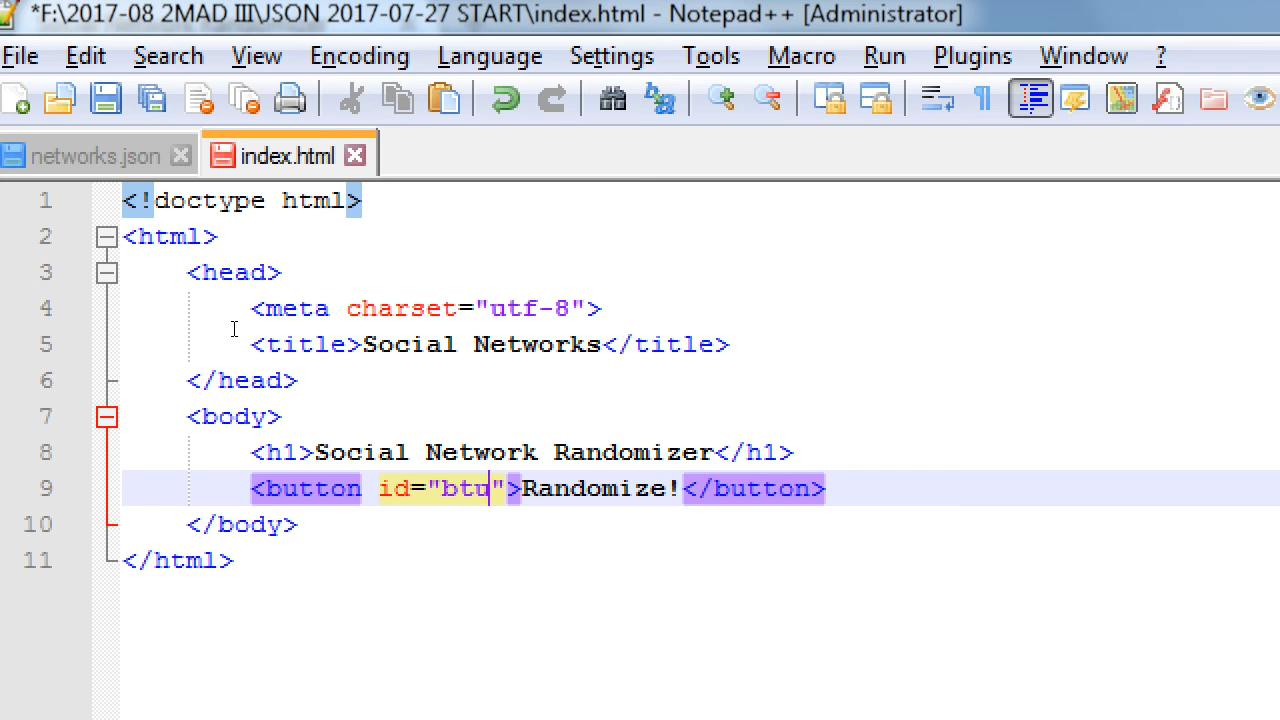 *F:\2017-08 2MAD III\JSON 2017-07-27 START\index.html - Notepad++ [Administrator]
File Edit Search View Encoding Language Settings Tools Macro Run Plugins Window ?
networks.json index.html
1 <!doctype html>
2 <html>
3 <head>
4 <meta charset="utf-8">
5 <title>Social Networks</title>
6 </head>
7 <body>
8 <h1>Social Network Randomizer</h1>
9 <button id="btu">Randomize!</button>
10 </body>
11 </html>